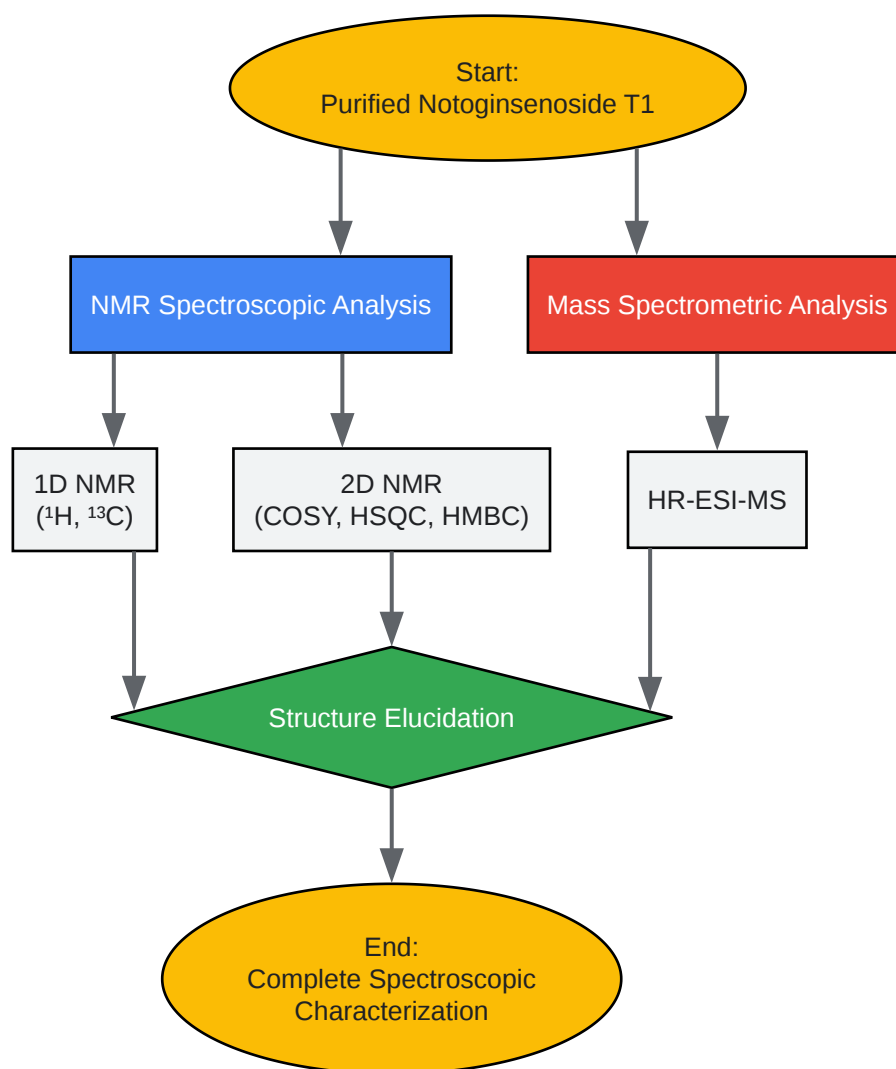 Start:
Purified Notoginsenoside T1
NMR Spectroscopic Analysis
Mass Spectrometric Analysis
1D NMR
(¹H, ¹³C)
2D NMR
(COSY, HSQC, HMBC)
HR-ESI-MS
Structure Elucidation
End:
Complete Spectroscopic
Characterization